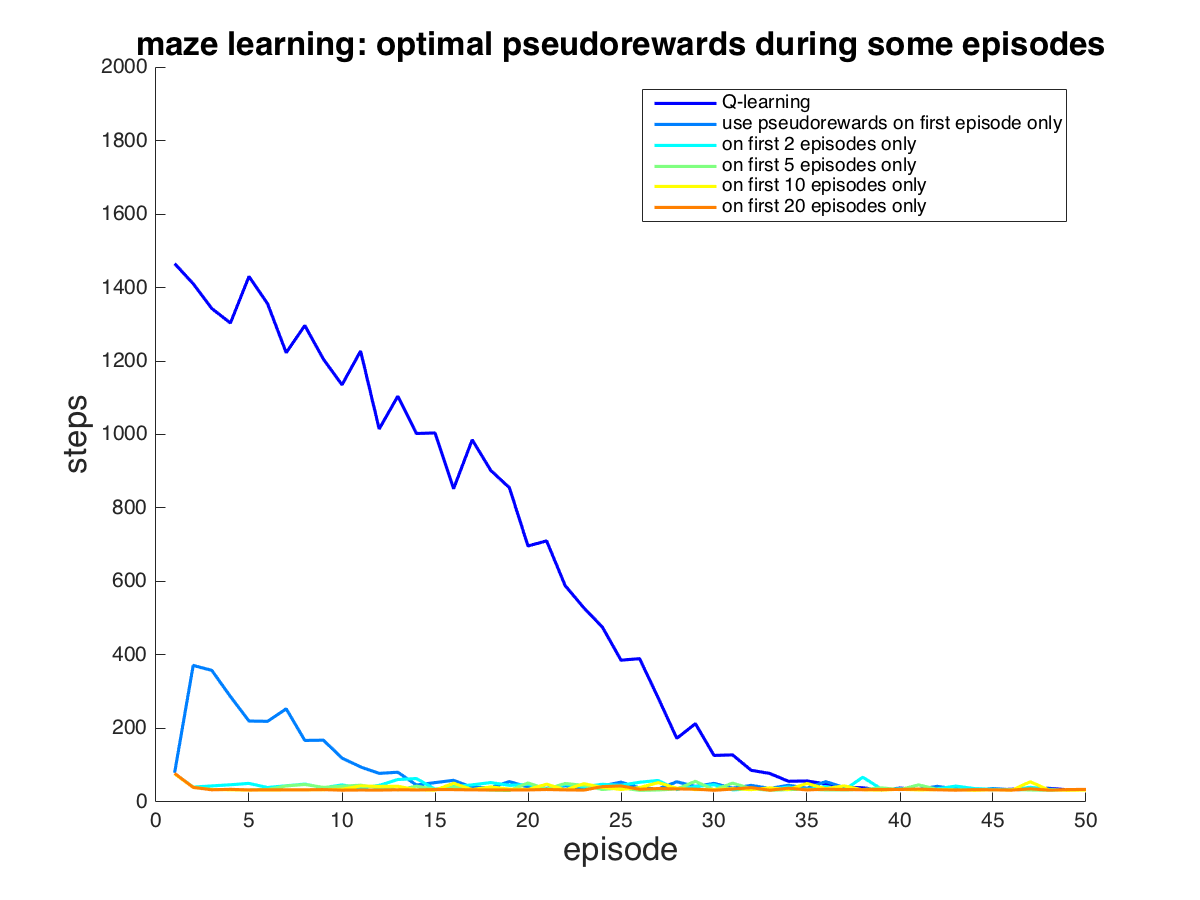 maze learning: optimal pseudorewards during some episodes
2000
1800
1600
1400
1200
1000
800
600
400
200
0
steps
Q-learning
use pseudorewards on first episode only
on first 2 episodes only
on first 5 episodes only
on first 10 episodes only
on first 20 episodes only
0 5 10 15 20 25 30 35 40 45 50
episode